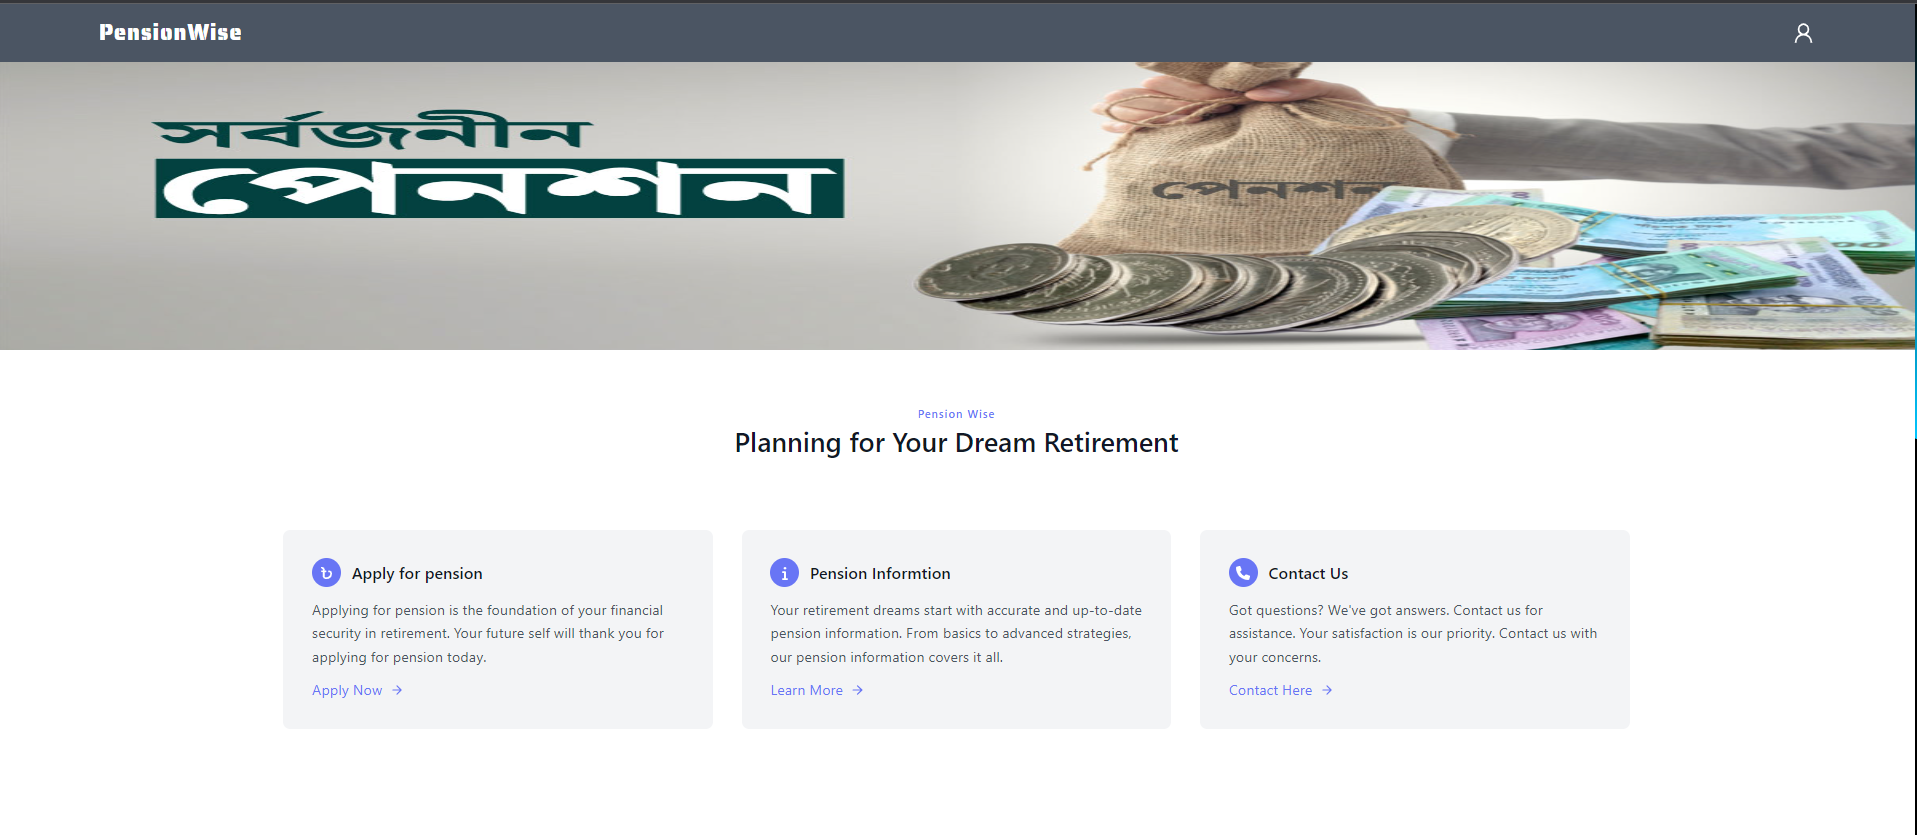 PensionWise
সর্বজনীন
পেনশন
পেনশন
Pension Wise
Planning for Your Dream Retirement
Apply for pension
Applying for pension is the foundation of your financial
security in retirement. Your future self will thank you for
applying for pension today.
Apply Now →
Pension Informtion
Your retirement dreams start with accurate and up-to-date
pension information. From basics to advanced strategies,
our pension information covers it all.
Learn More →
Contact Us
Got questions? We've got answers. Contact us for
assistance. Your satisfaction is our priority. Contact us with
your concerns.
Contact Here →